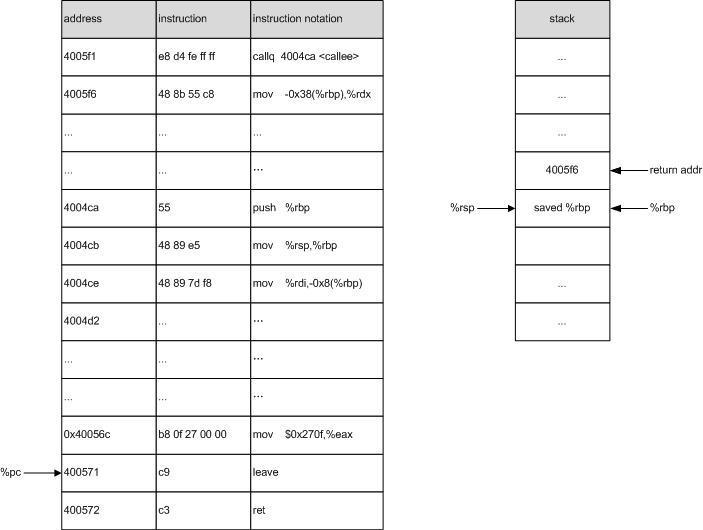 address instruction instruction notation
4005f1 e8 d4 fe ff ff callq 4004ca <callee>
4005f6 48 8b 55 c8 mov -0x38(%rbp),%rdx
... ... ...
... ... ...
4004ca 55 push %rbp
4004cb 48 89 e5 mov %rsp,%rbp
4004ce 48 89 7d f8 mov %rdi,-0x8(%rbp)
4004d2 ... ...
... ... ...
... ... ...
0x40056c b8 0f 27 00 00 mov $0x270f,%eax
%pc 400571 c9 leave
400572 c3 ret
stack
...
...
...
4005f6 return addr
%rsp saved %rbp %rbp
...
...